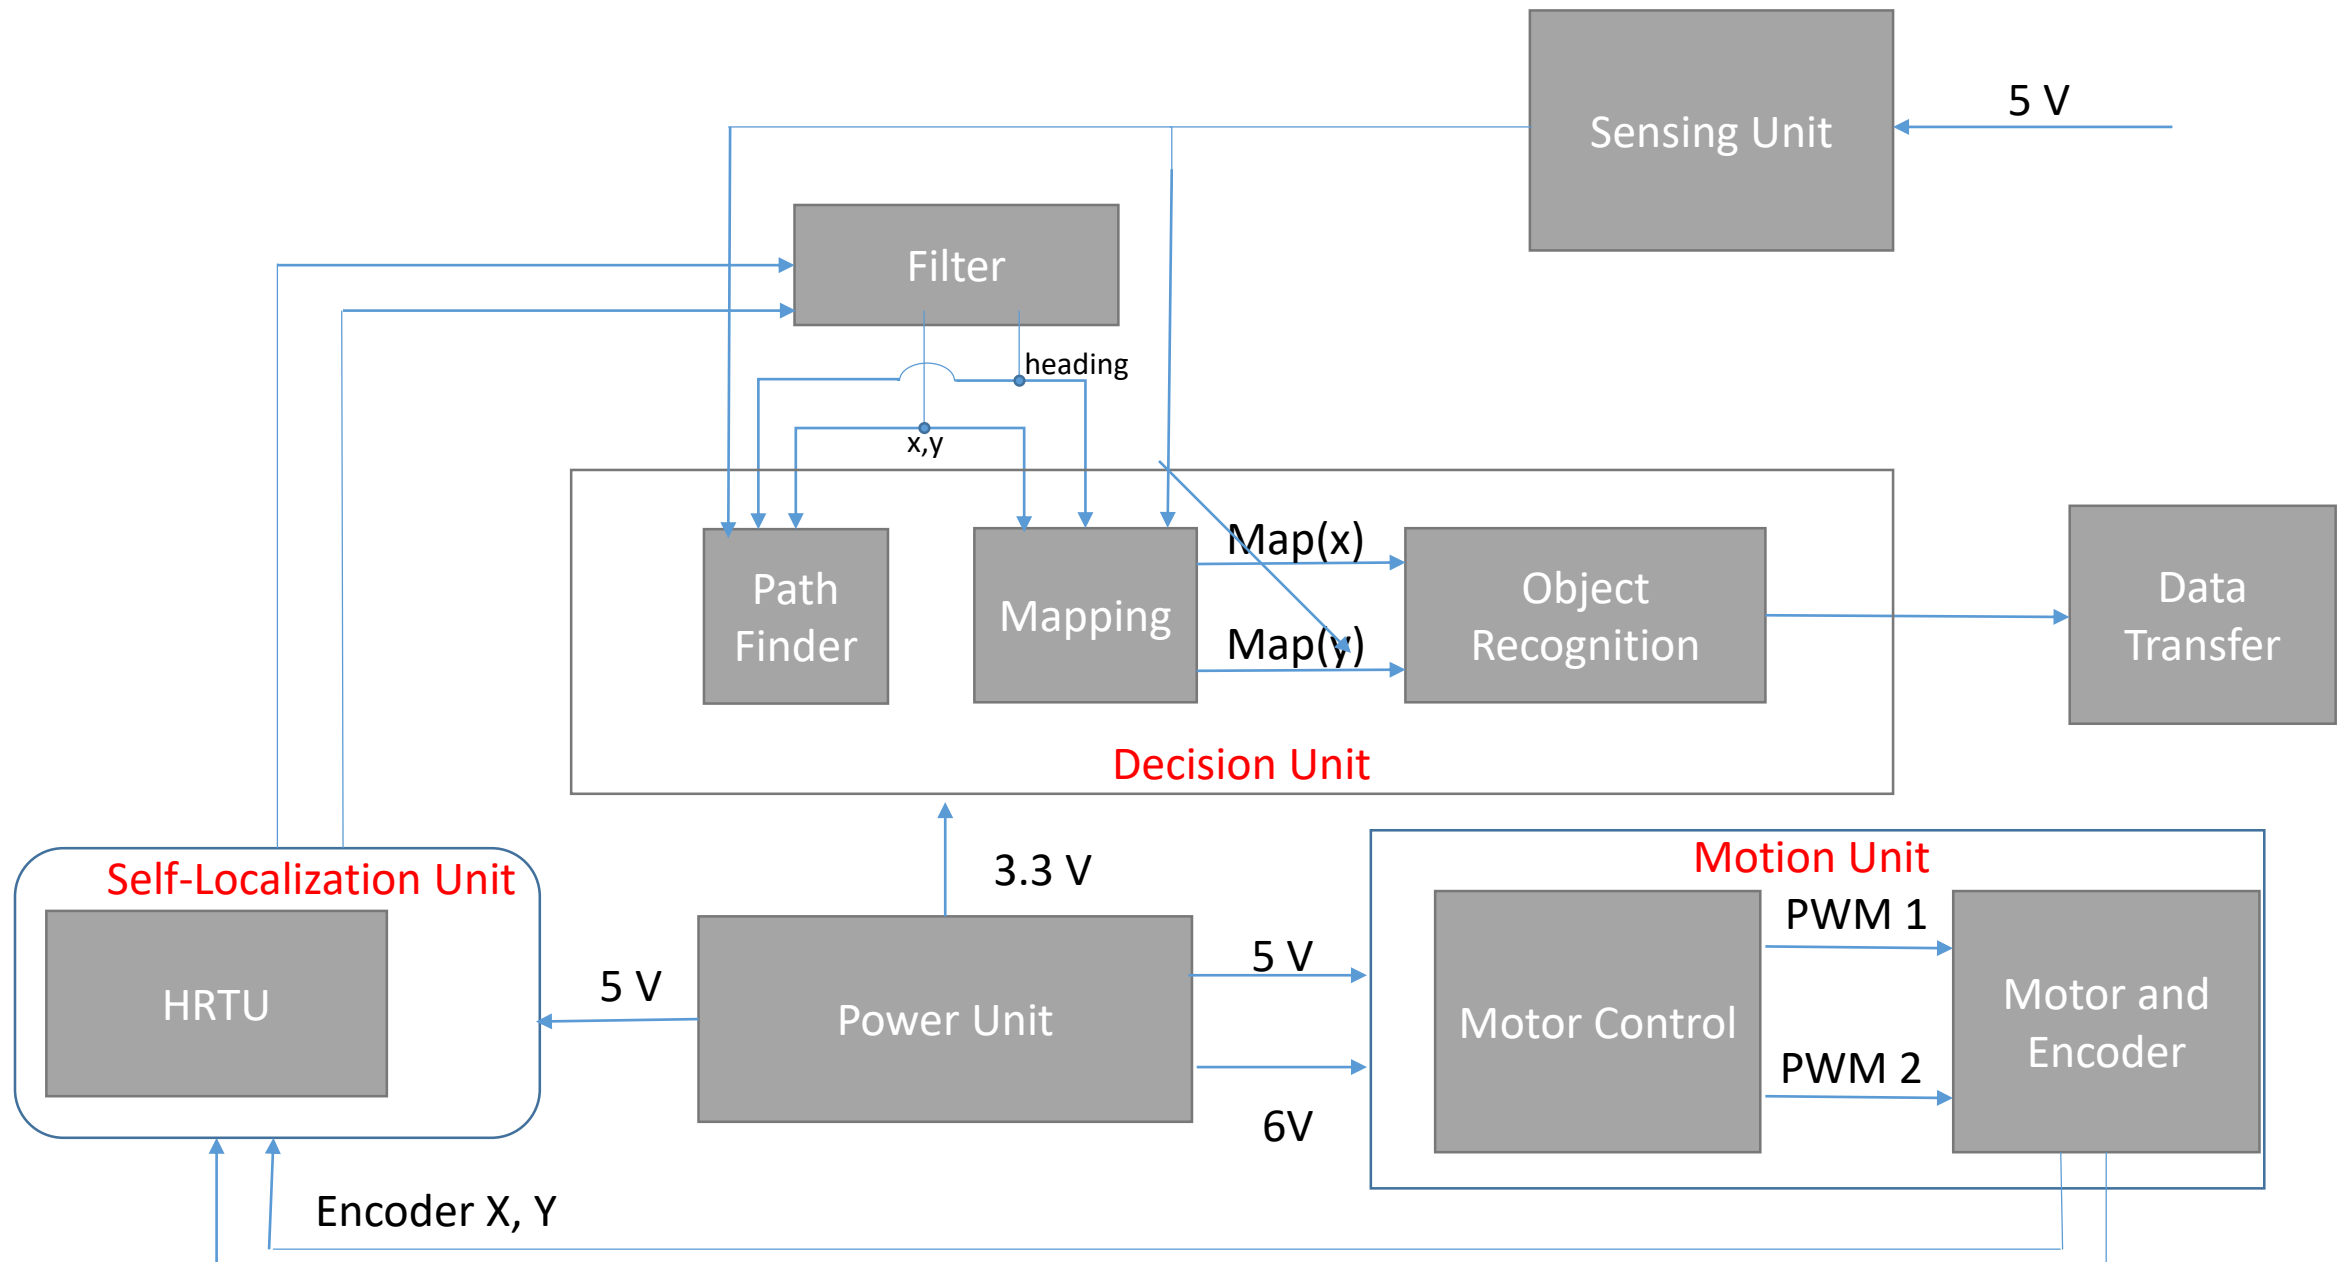 5 V
Sensing Unit
Filter
heading
x,y
Map(x)
Path
Finder
Mapping
Map(y)
Object
Recognition
Data
Transfer
Decision Unit
Self-Localization Unit
3.3 V
Motion Unit
HRTU
5 V
Power Unit
5 V
6V
Motor Control
PWM 1
PWM 2
Motor and
Encoder
Encoder X, Y